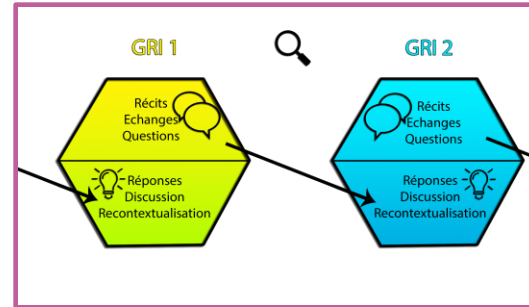 GRI 1
Récits
Echanges
Questions
Réponses
Discussion
Recontextualisation
GRI 2
Récits
Echanges
Questions
Réponses
Discussion
Recontextualisation